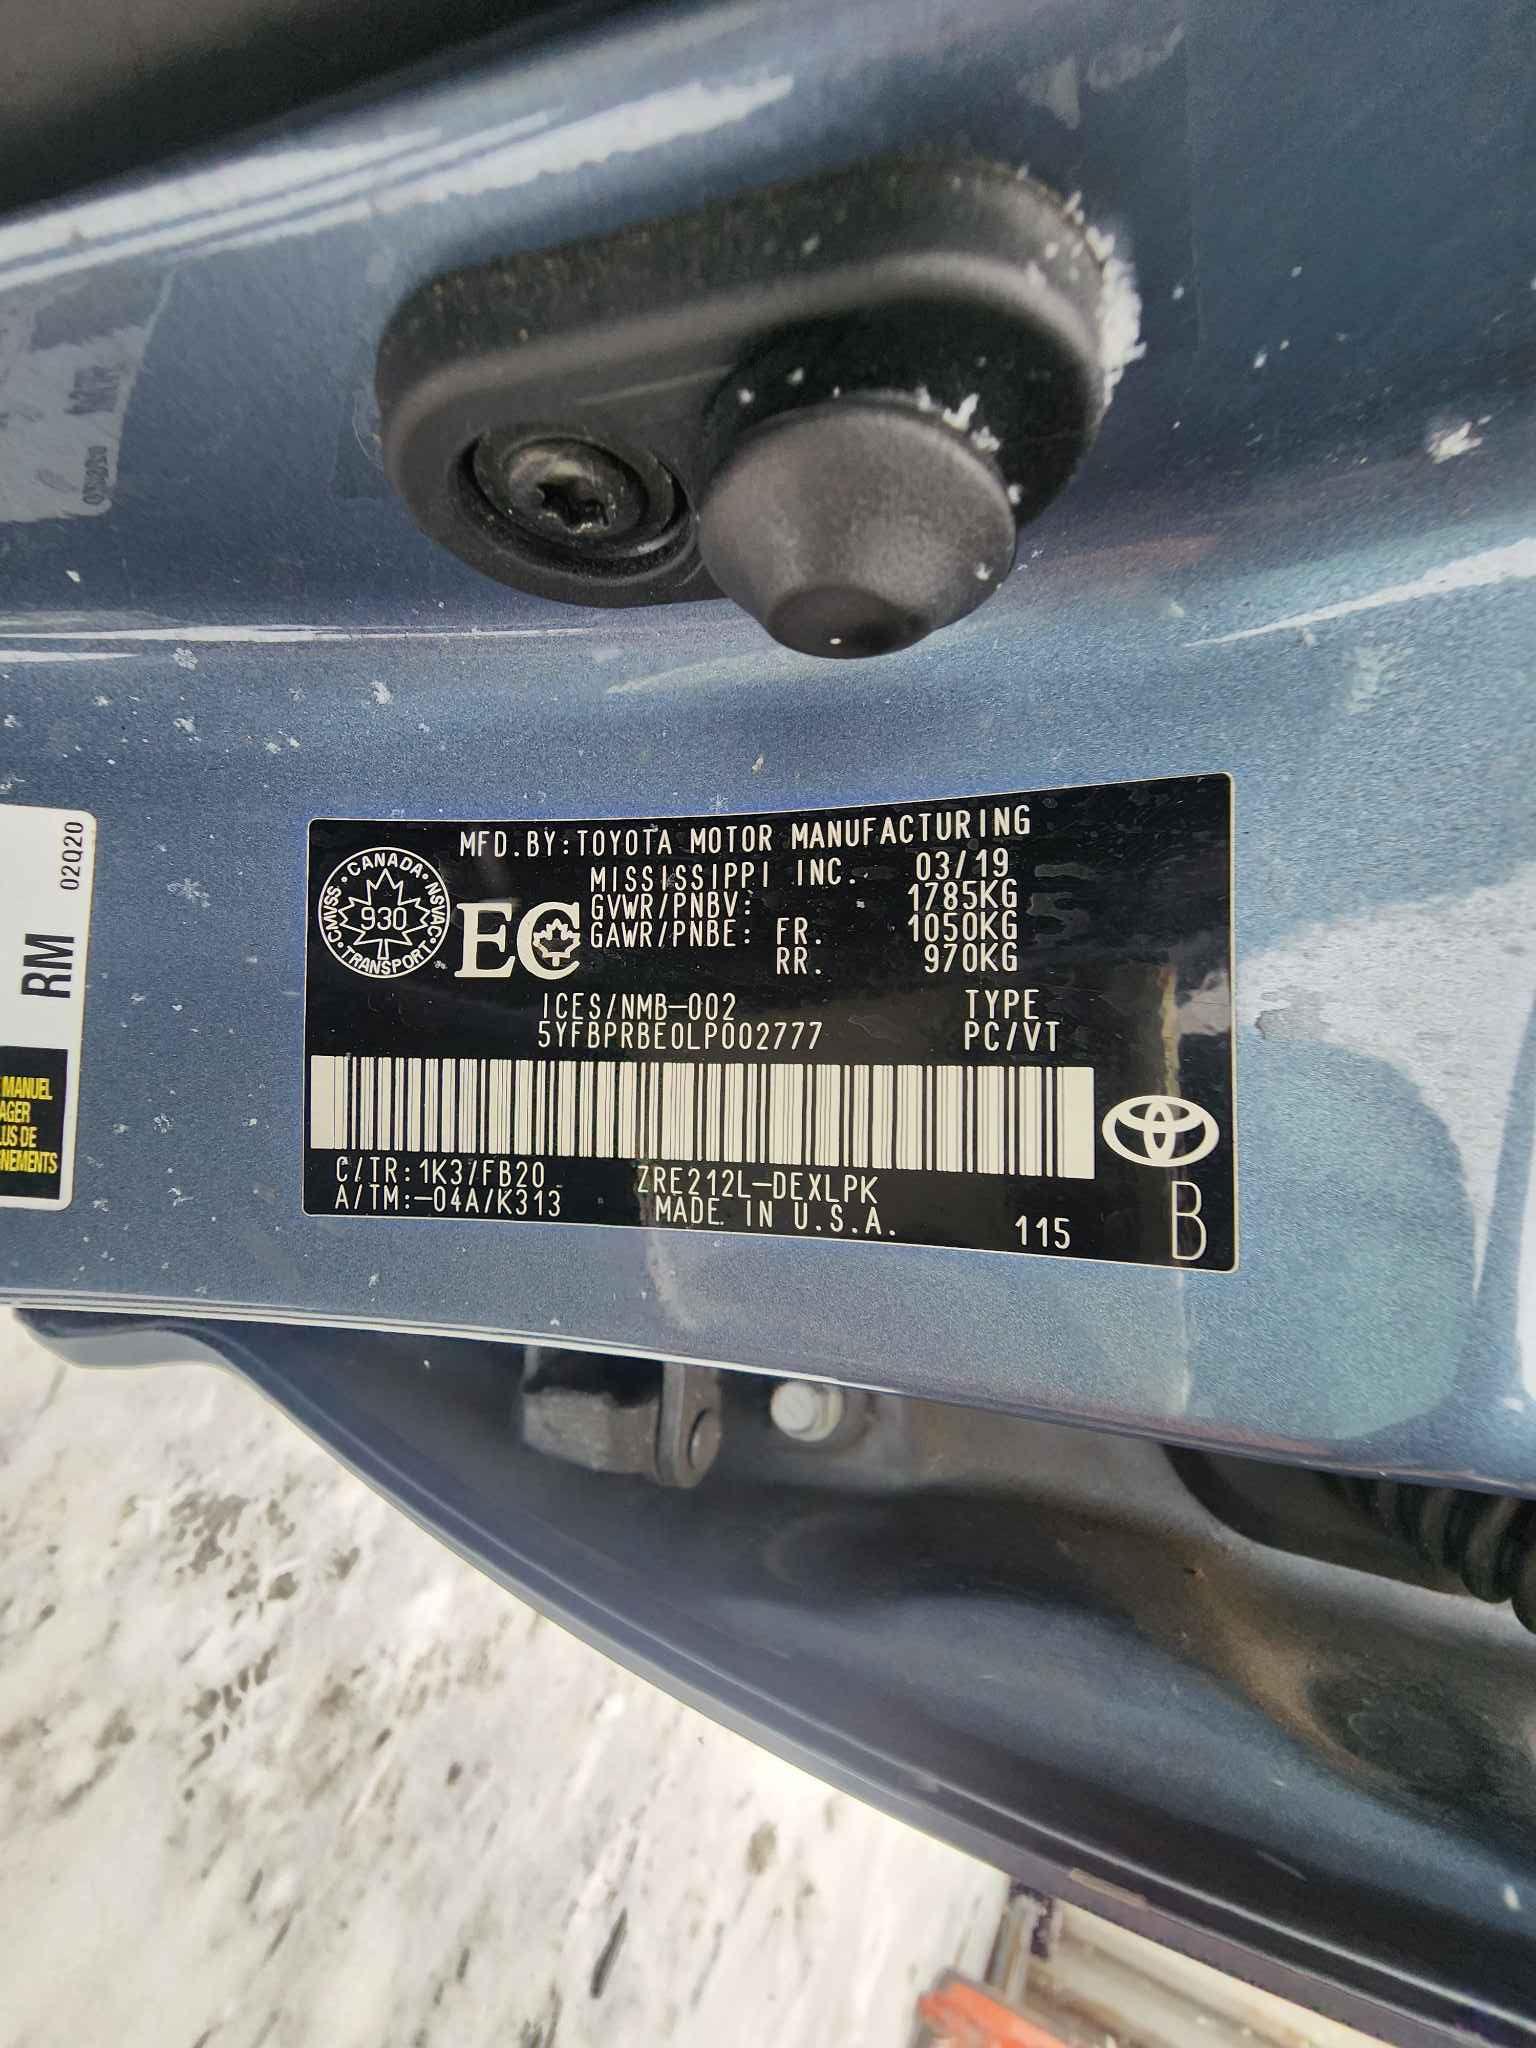 02Q20
RM
MANUEL
AGER
LUS DE
GNEMENTS
MFD.BY:TOYOTA MOTOR MANUFACTURING
MISSISSIPPI INC. 03/19
GVWR/PNBV: 1785KG
GAWR/PNBE: FR. 1050KG
RR. 970KG
CANADA
CMVSS
NSVAC
930
TRANSPORT
EC
ICES/NMB-002 TYPE
5YFBPRBE0LP002777 PC/VT
C/TR:1K3/FB20 ZRE212L-DEXLPK
A/TM:-04A/K313 MADE IN U.S.A.
115
B